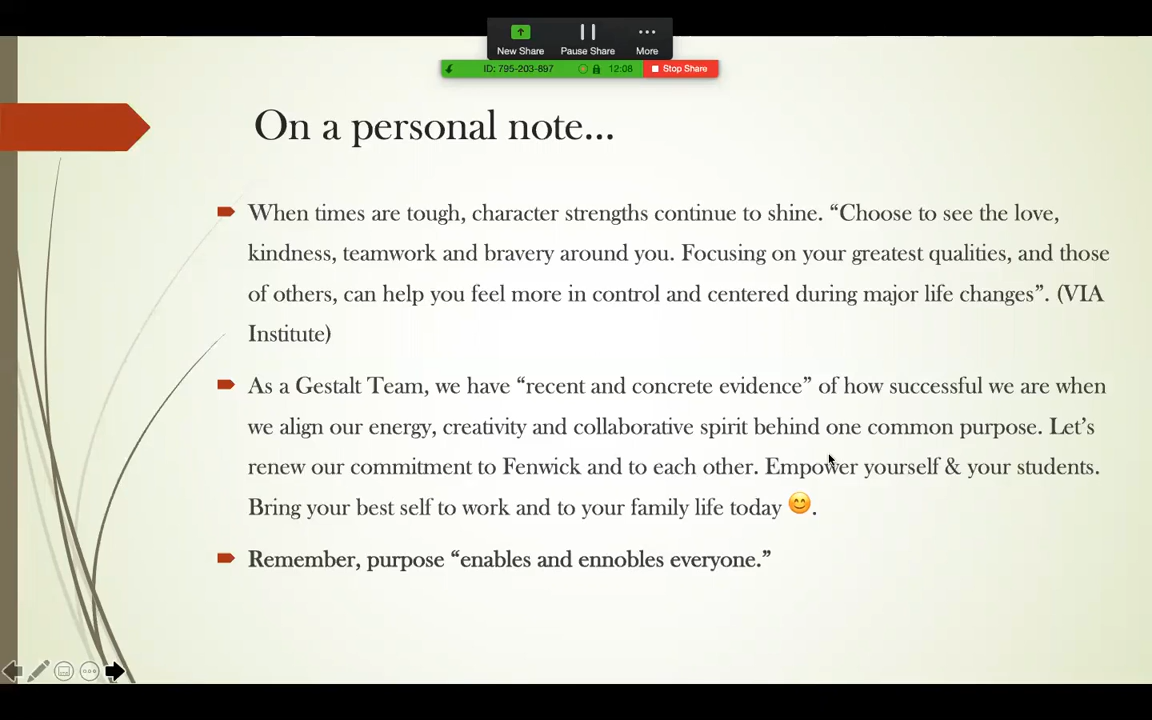 New Share
Pause Share
More
ID: 795-203-897
12:08
Stop Share
On a personal note...
When times are tough, character strengths continue to shine. “Choose to see the love,
kindness, teamwork and bravery around you. Focusing on your greatest qualities, and those
of others, can help you feel more in control and centered during major life changes”. (VIA
Institute)
As a Gestalt Team, we have “recent and concrete evidence” of how successful we are when
we align our energy, creativity and collaborative spirit behind one common purpose. Let’s
renew our commitment to Fenwick and to each other. Empower yourself & your students.
Bring your best self to work and to your family life today 😊.
Remember, purpose “enables and ennobles everyone.”